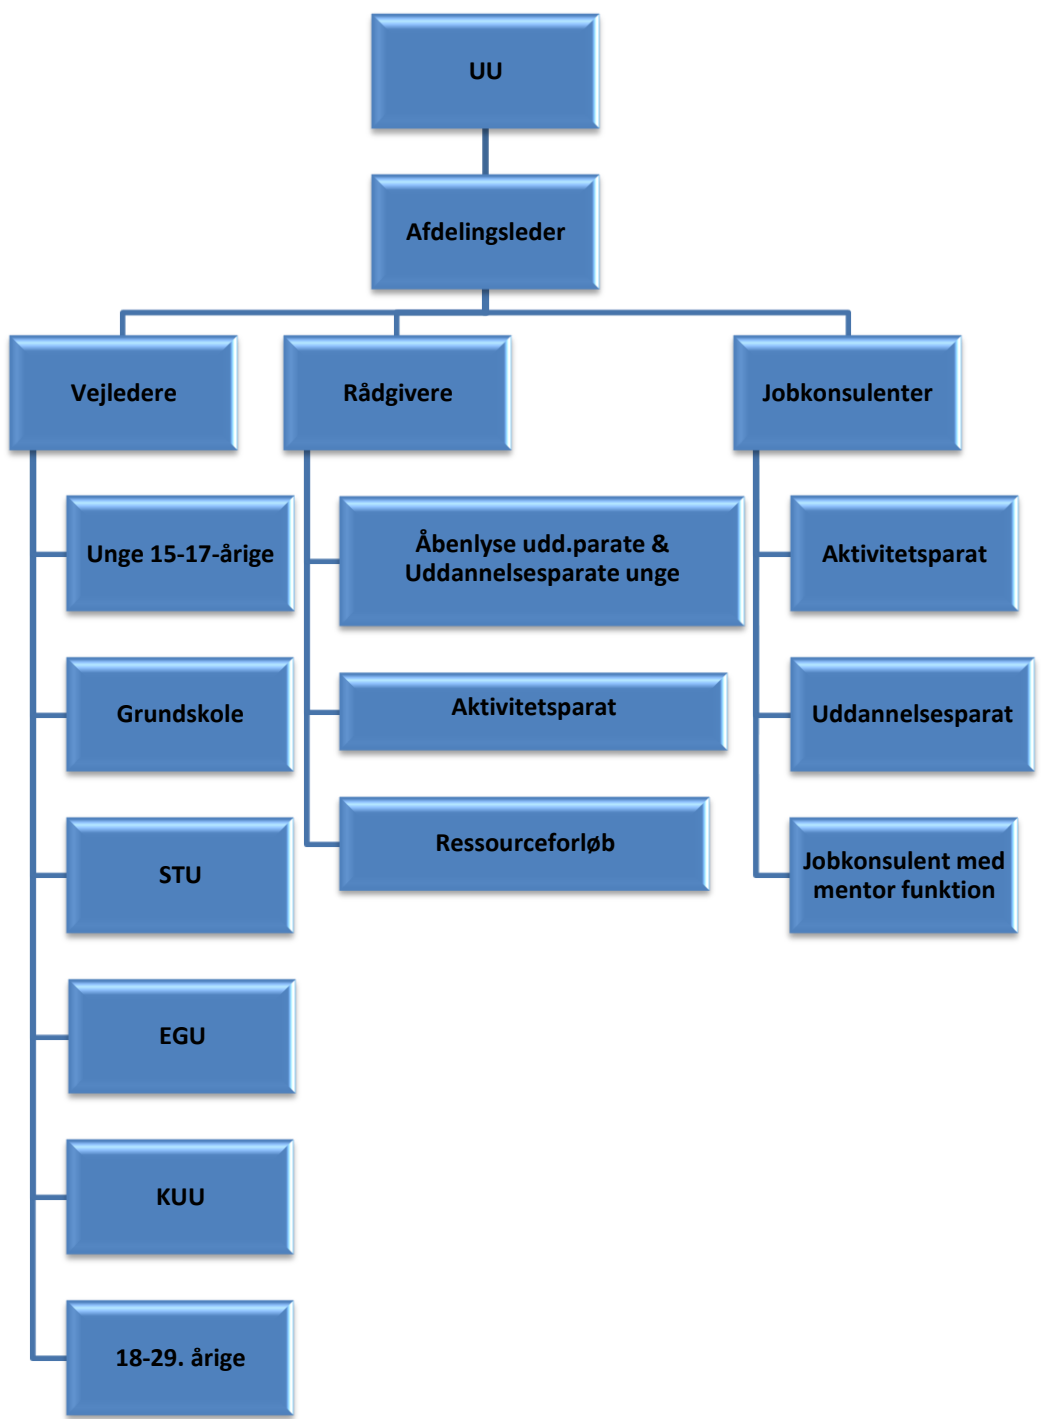 UU
Afdelingsleder
Vejledere
Rådgivere
Jobkonsulenter
Unge 15-17-årige
Grundskole
STU
EGU
KUU
18-29. årige
Åbenlyse udd.parate &
Uddannelsesparate unge
Aktivitetsparat
Ressourceforløb
Aktivitetsparat
Uddannelsesparat
Jobkonsulent med
mentor funktion